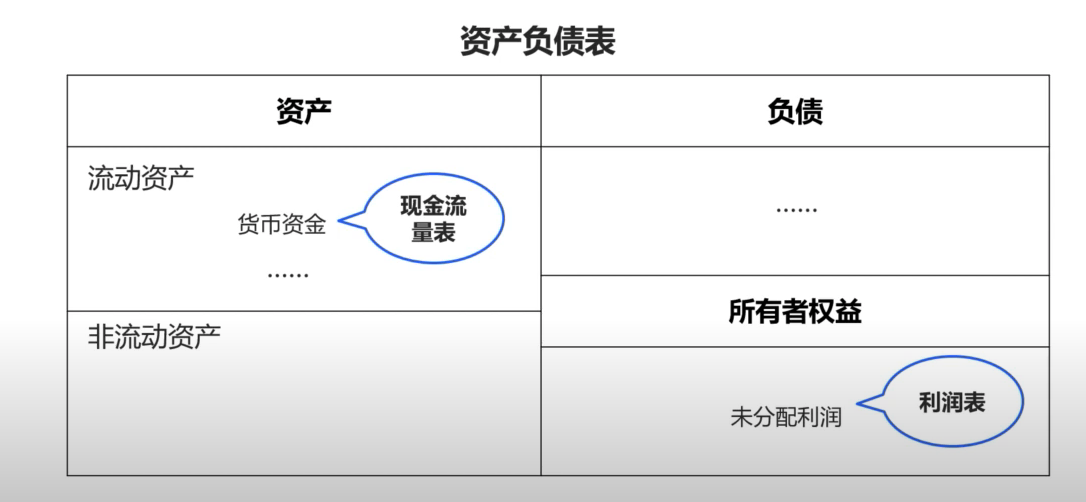 资产负债表
资产
负债
流动资产
货币资金
现金流
量表
……
……
非流动资产
所有者权益
未分配利润
利润表